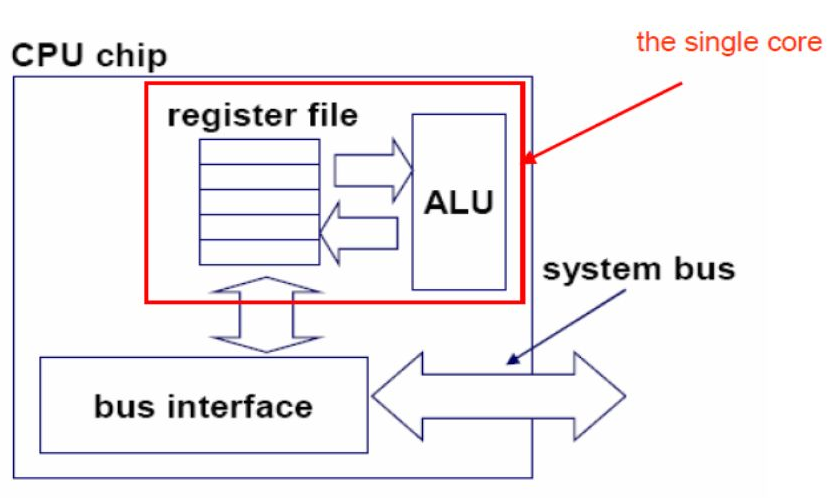 the single core
CPU chip
register file
ALU
system bus
bus interface